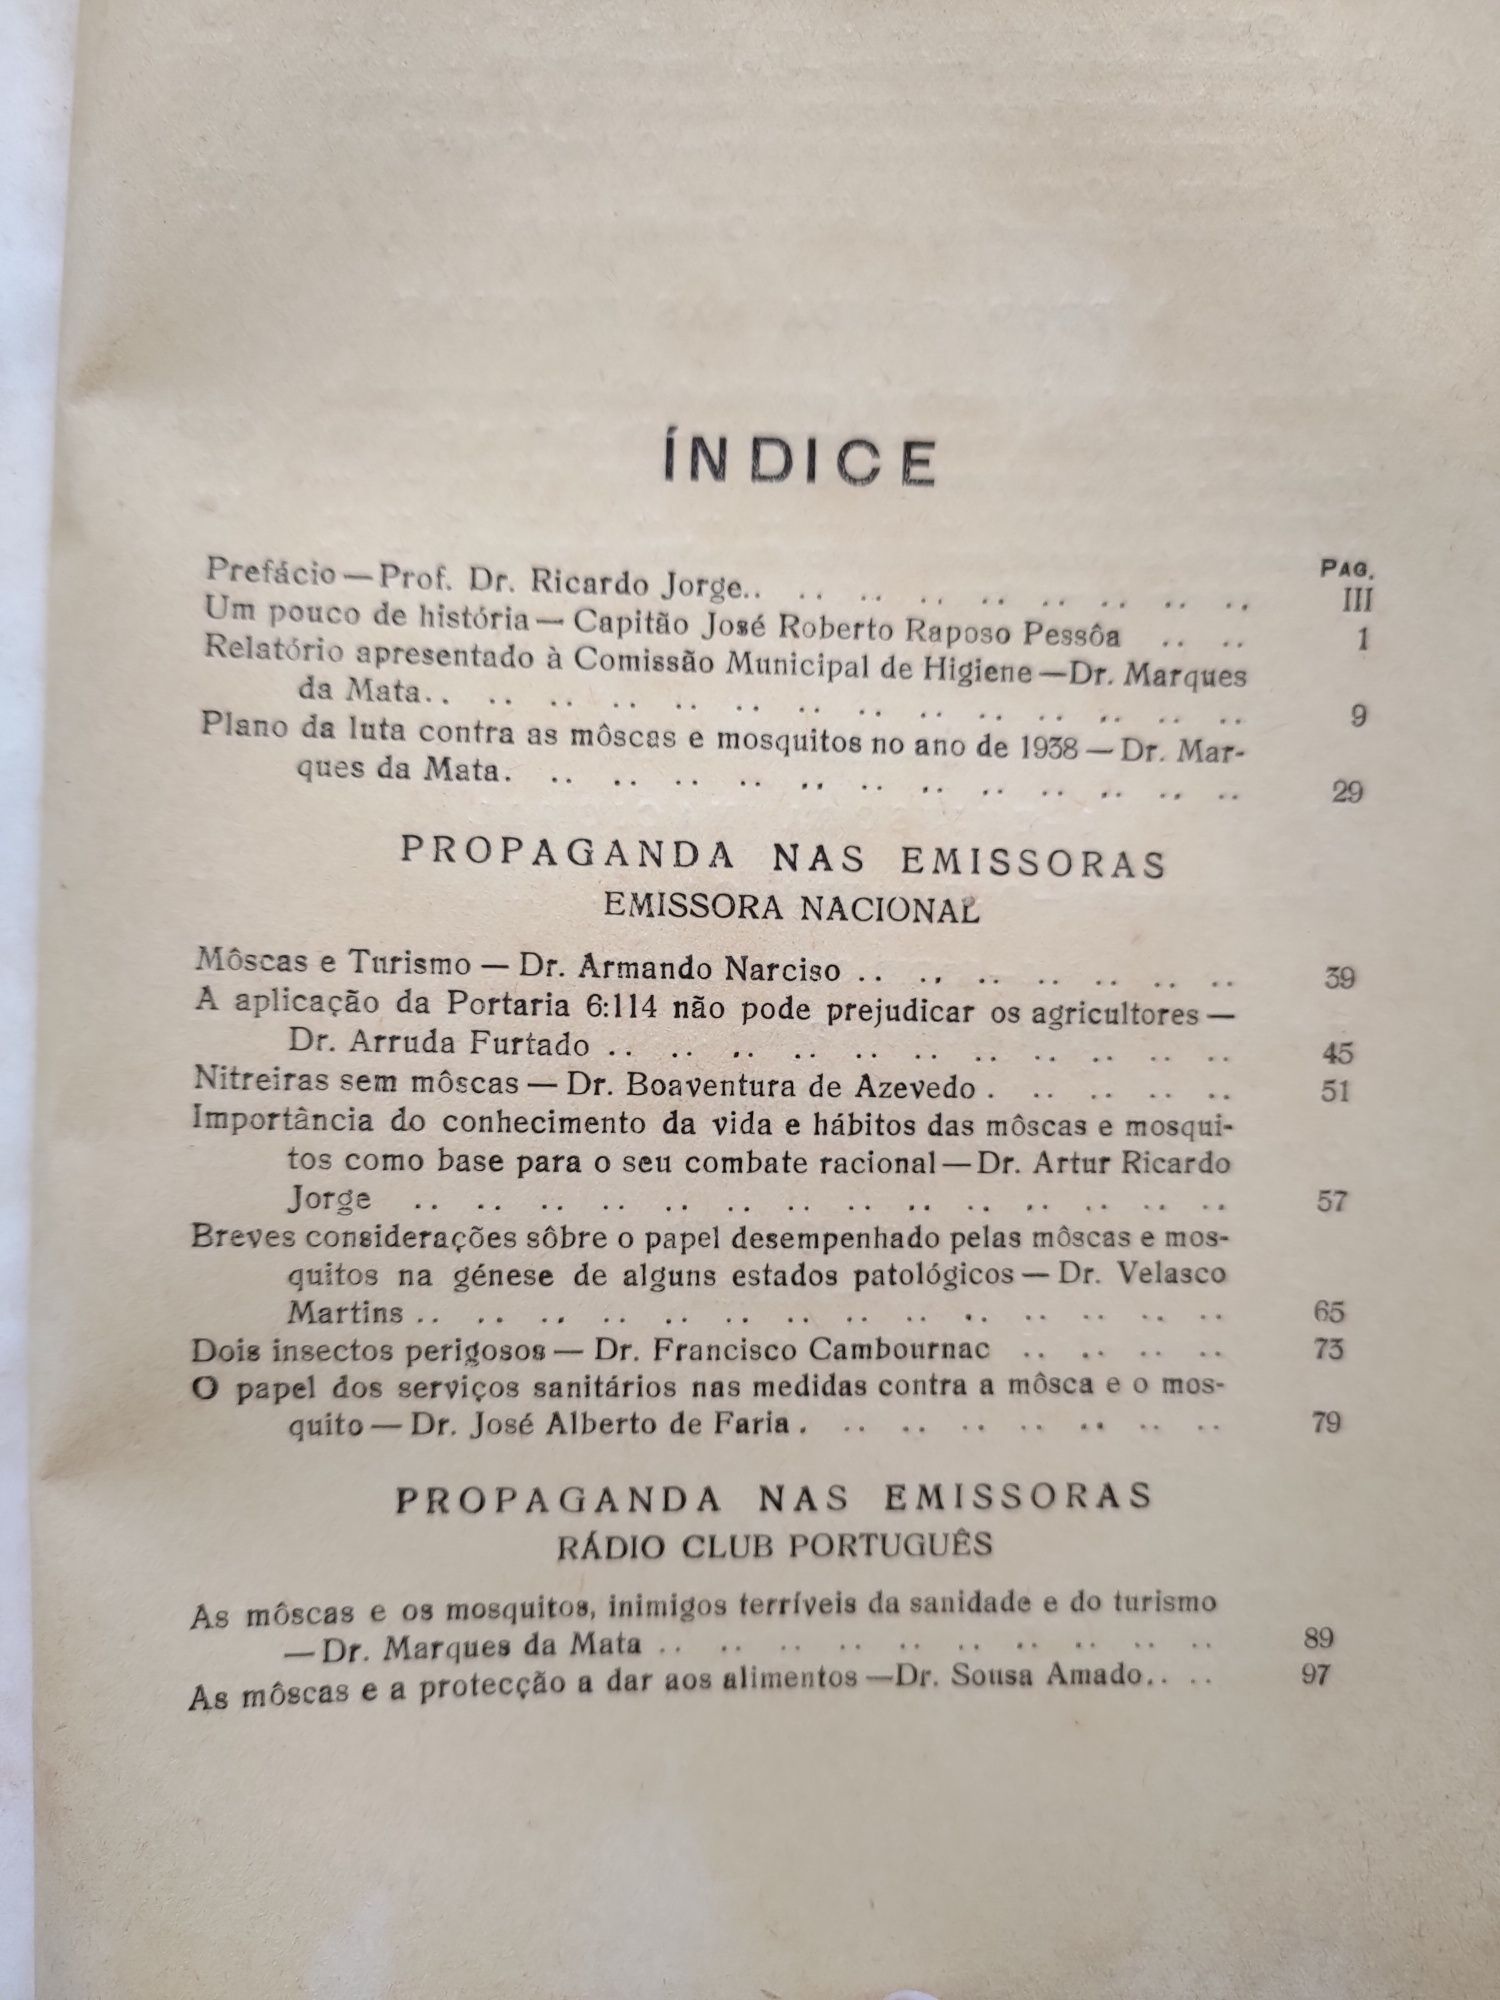 ÍNDICE
PAG.
Prefácio—Prof. Dr. Ricardo Jorge.. .. .. .. .. .. .. .. .. III
Um pouco de história— Capitão José Roberto Raposo Pessôa .. .. 1
Relatório apresentado à Comissão Municipal de Higiene—Dr. Marques
da Mata.. .. .. .. .. .. .. .. .. .. .. .. .. .. 9
Plano da luta contra as môscas e mosquitos no ano de 1938—Dr. Mar-
ques da Mata. .. .. .. .. .. .. .. .. .. .. .. .. 29
PROPAGANDA NAS EMISSORAS
EMISSORA NACIONAL
Môscas e Turismo — Dr. Armando Narciso .. .. .. .. .. .. .. 39
A aplicação da Portaria 6:114 não pode prejudicar os agricultores—
Dr. Arruda Furtado .. .. .. .. .. .. .. .. .. .. .. 45
Nitreiras sem môscas — Dr. Boaventura de Azevedo . .. .. .. .. 51
Importância do conhecimento da vida e hábitos das môscas e mosqui-
tos como base para o seu combate racional—Dr. Artur Ricardo
Jorge .. .. .. .. .. .. .. .. .. .. .. .. .. .. 57
Breves considerações sôbre o papel desempenhado pelas môscas e mos-
quitos na génese de alguns estados patológicos— Dr. Velasco
Martins .. .. .. .. .. .. .. .. .. .. .. .. .. .. 65
Dois insectos perigosos— Dr. Francisco Cambournac .. .. .. .. 73
O papel dos serviços sanitários nas medidas contra a môsca e o mos-
quito— Dr. José Alberto de Faria . .. .. .. .. .. .. .. 79
PROPAGANDA NAS EMISSORAS
RÁDIO CLUB PORTUGUÊS
As môscas e os mosquitos, inimigos terríveis da sanidade e do turismo
—Dr. Marques da Mata .. .. .. .. .. .. .. .. .. .. 89
As môscas e a protecção a dar aos alimentos—Dr. Sousa Amado.. .. 97